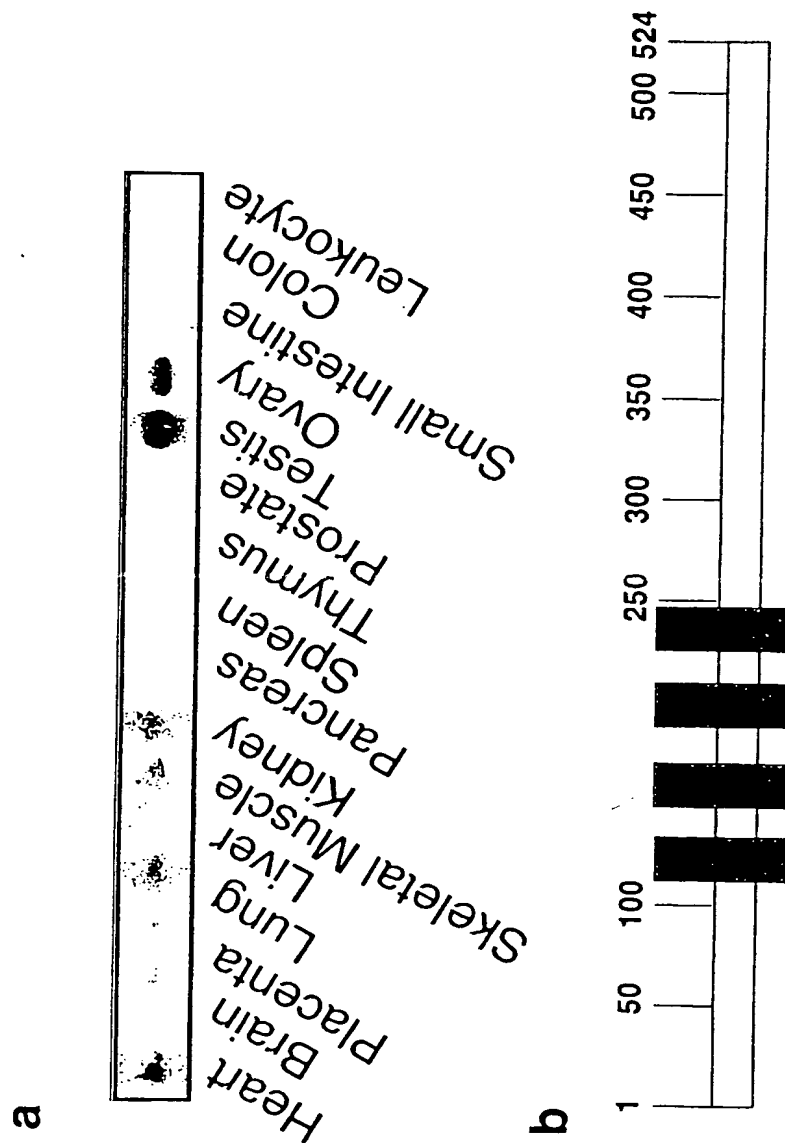 a
Heart
Brain
Placenta
Lung
Liver
Skeletal Muscle
Kidney
Pancreas
Spleen
Thymus
Prostate
Testis
Ovary
Small Intestine
Colon
Leukocyte
b
1 50 100 250 300 350 400 450 500 524